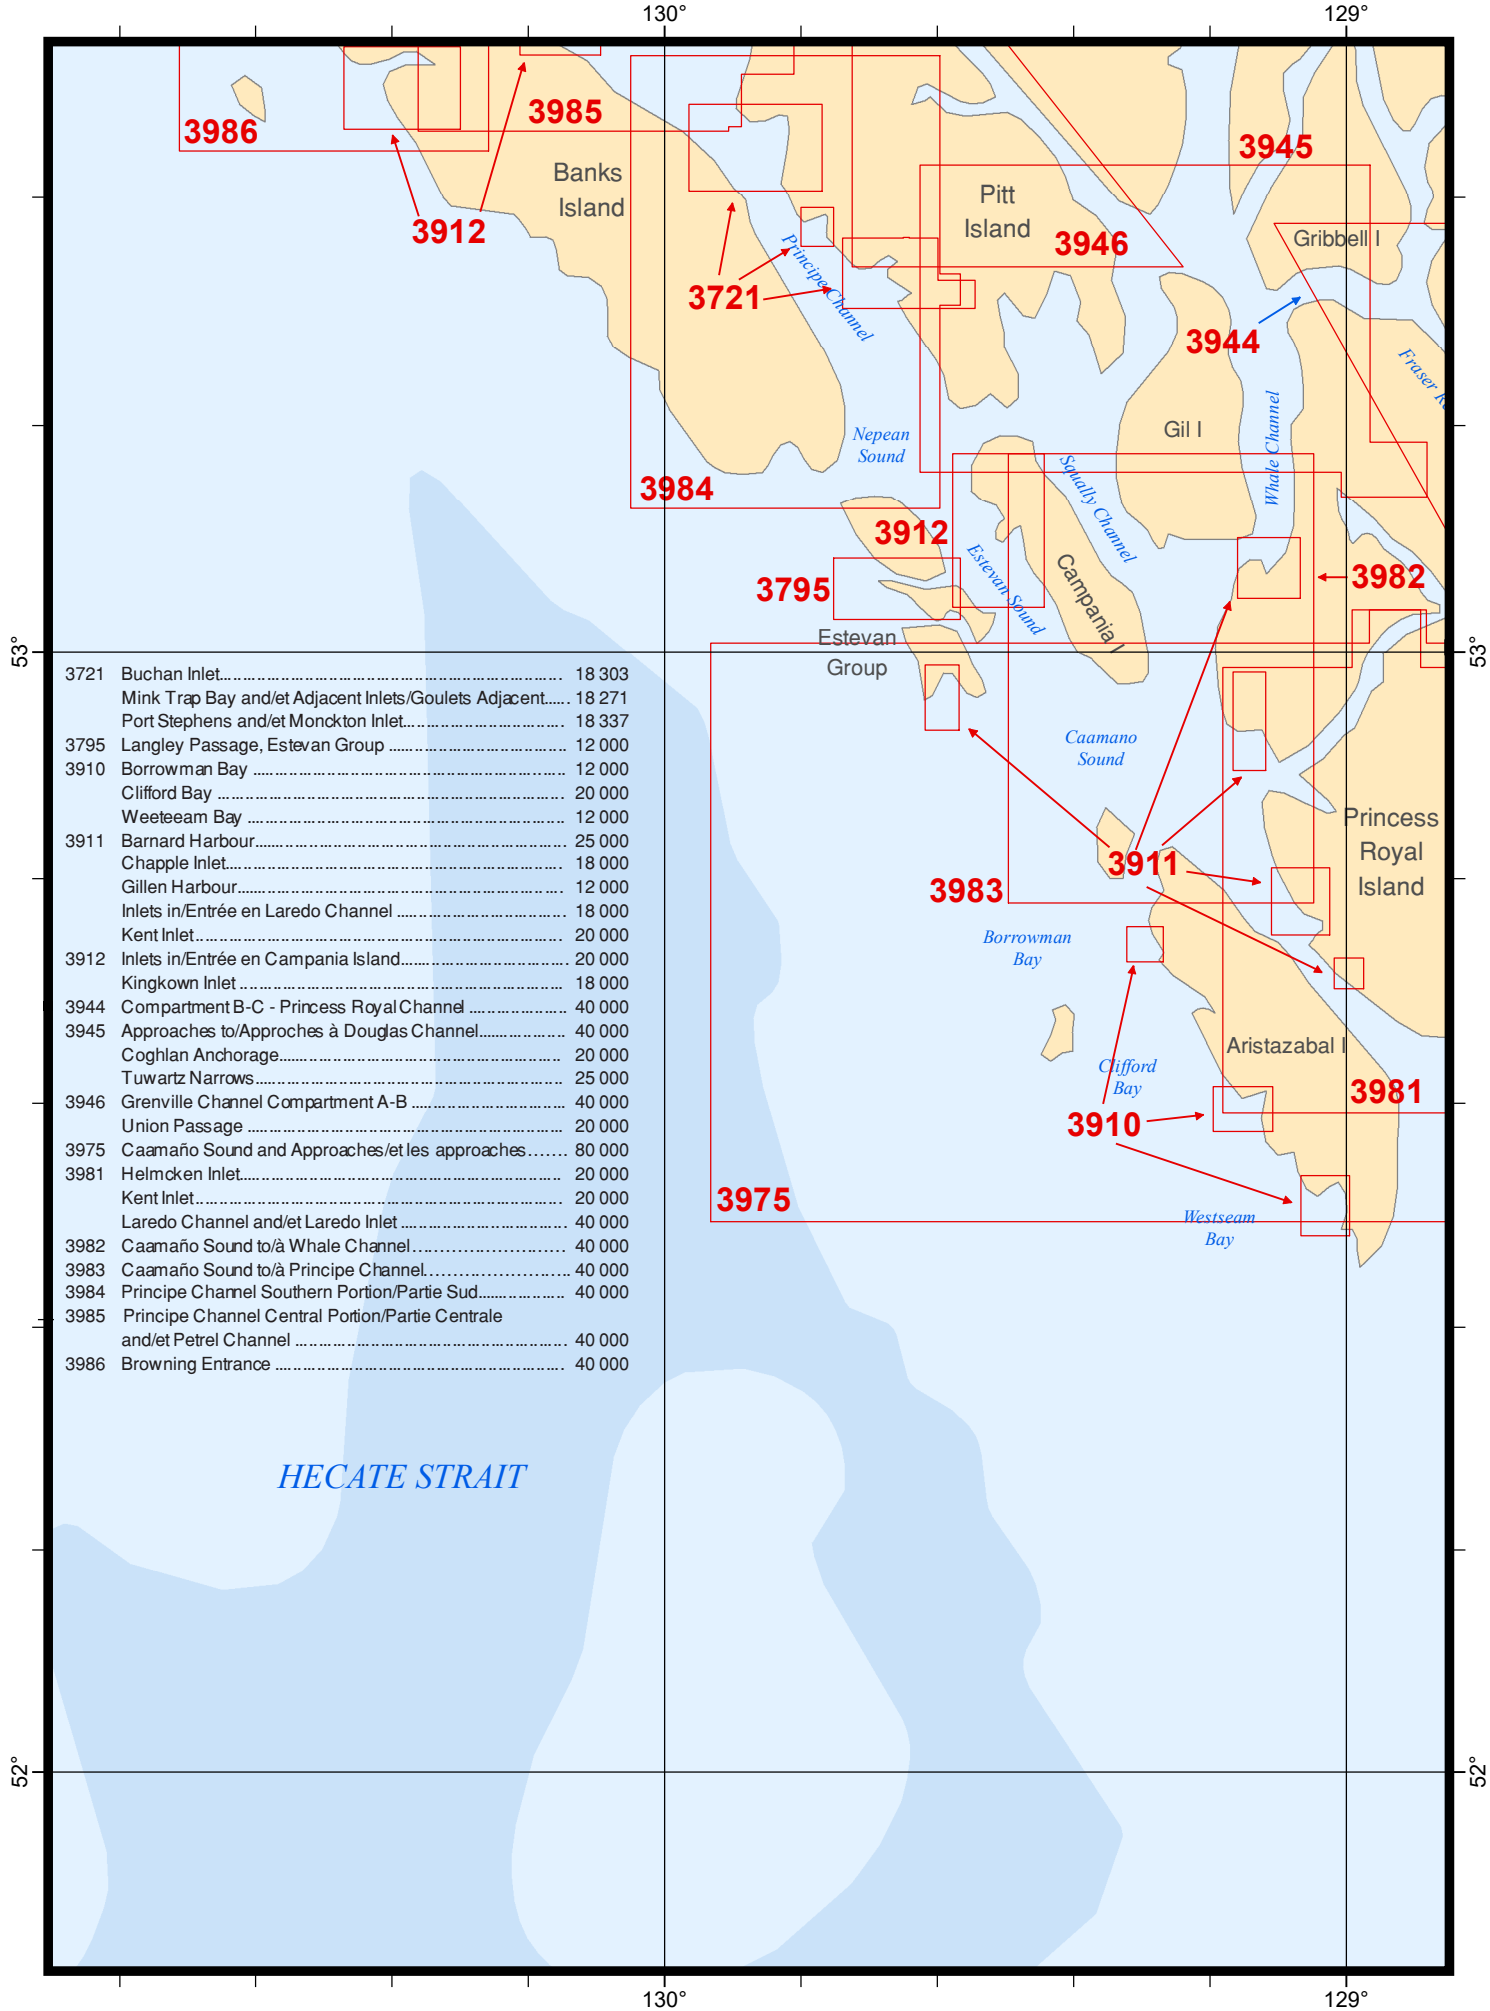 130°
129°
3986
3985
Banks
Island
3912
3945
Pitt
Island
3946
Gribbell I
Principe Channel
3721
3944
Fraser R
Gil I
Whale Channel
Nepean
Sound
Squally Channel
3984
3912
Estevan Sound
Campania I
3982
3795
Estevan
Group
53°
53°
3721 Buchan Inlet 18 303
Mink Trap Bay and/et Adjacent Inlets/Goulets Adjacent 18 271
Port Stephens and/et Monckton Inlet 18 337
3795 Langley Passage, Estevan Group 12 000
3910 Borrowman Bay 12 000
Clifford Bay 20 000
Weeteeam Bay 12 000
3911 Barnard Harbour 25 000
Chapple Inlet 18 000
Gillen Harbour 12 000
Inlets in/Entrée en Laredo Channel 18 000
Kent Inlet 20 000
3912 Inlets in/Entrée en Campania Island 20 000
Kingkown Inlet 18 000
3944 Compartment B-C - Princess Royal Channel 40 000
3945 Approaches to/Approches à Douglas Channel 40 000
Coghlan Anchorage 20 000
Tuwartz Narrows 25 000
3946 Grenville Channel Compartment A-B 40 000
Union Passage 20 000
3975 Caamaño Sound and Approaches/et les approaches 80 000
3981 Helmcken Inlet 20 000
Kent Inlet 20 000
Laredo Channel and/et Laredo Inlet 40 000
3982 Caamaño Sound to/à Whale Channel 40 000
3983 Caamaño Sound to/à Principe Channel 40 000
3984 Principe Channel Southern Portion/Partie Sud 40 000
3985 Principe Channel Central Portion/Partie Centrale
and/et Petrel Channel 40 000
3986 Browning Entrance 40 000
Caamano
Sound
Princess
Royal
Island
3911
3983
Borrowman
Bay
Aristazabal I
Clifford
Bay
3981
3910
3975
Westseam
Bay
HECATE STRAIT
52°
52°
130°
129°